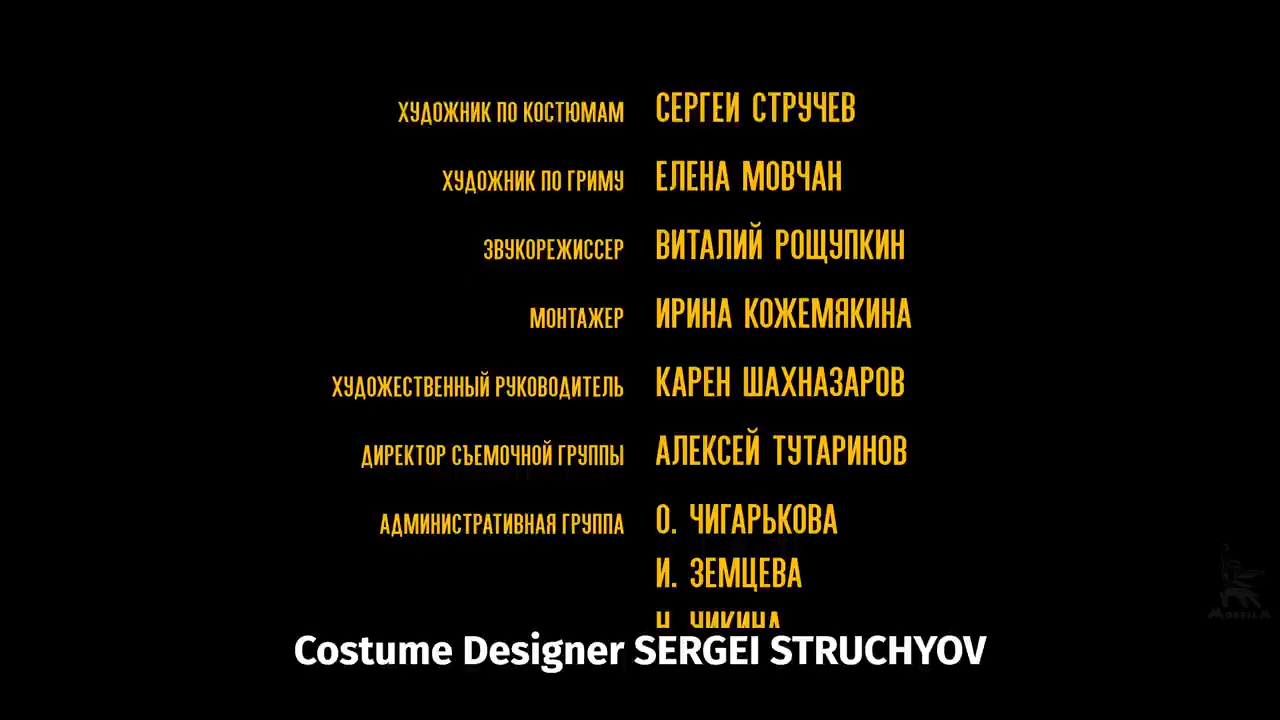 ХУДОЖНИК ПО КОСТЮМАМ СЕРГЕИ СТРУЧЕВ
ХУДОЖНИК ПО ГРИМУ ЕЛЕНА МОВЧАН
ЗВУКОРЕЖИССЕР ВИТАЛИЙ РОЩУПКИН
МОНТАЖЕР ИРИНА КОЖЕМЯКИНА
ХУДОЖЕСТВЕННЫЙ РУКОВОДИТЕЛЬ КАРЕН ШАХНАЗАРОВ
ДИРЕКТОР СЪЕМОЧНОЙ ГРУППЫ АЛЕКСЕЙ ТУТАРИНОВ
АДМИНИСТРАТИВНАЯ ГРУППА О. ЧИГАРЬКОВА
И. ЗЕМЦЕВА
Costume Designer SERGEI STRUCHYOV
MOSFILM